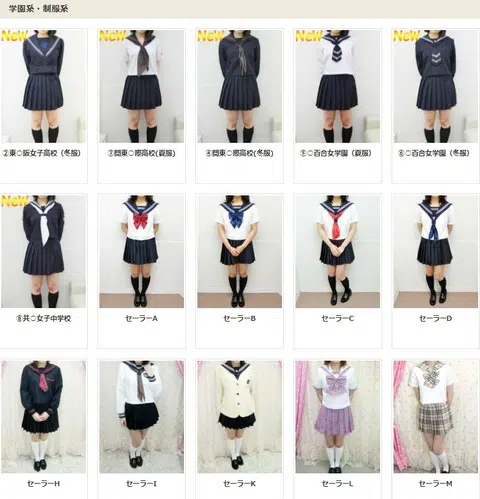 学園系・制服系
NeW
NeW
NeW
NeW
②東○阪女子高校（冬服）
③関東○際高校(夏服)
④関東○際高校(冬服)
⑤○百合女学園（夏服）
⑥○百合女学園（冬服）
NeW
⑧共○女子中学校
セーラーA
セーラーB
セーラーC
セーラーD
セーラーH
セーラーI
セーラーK
セーラーL
セーラーM